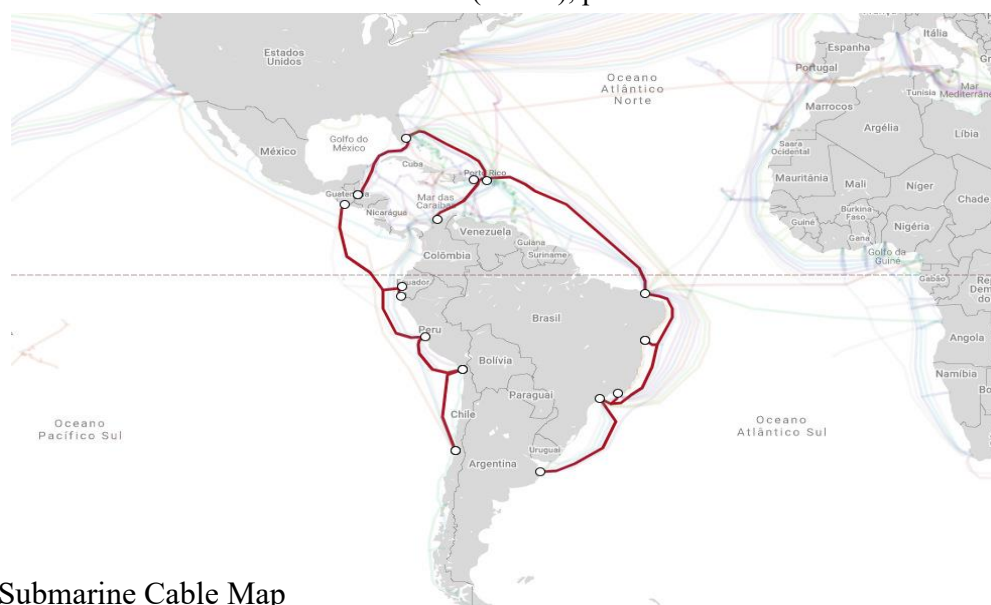 Estados
Unidos
Espanha
Itália
Portugal
Oceano
Atlântico
Norte
Mar
Mediterrâneo
Tunisia
Marrocos
Golfo do
México
Argélia
Líbia
México
Saara
Ocidental
Cuba
Porto Rico
Mauritânia
Mali
Níger
Chade
Guatemala
Mar das
Caraíbas
Nicarágua
Burkina
Faso
Guiné
Nigéria
Venezuela
Gana
Guiana
Suriname
Golfo da
Guiné
Colômbia
Gabão
Equador
Brasil
Peru
Angola
Bolívia
Namíbia
Paraguai
Oceano
Pacífico Sul
Chile
Oceano
Atlântico Sul
Uruguai
Argentina
Submarine Cable Map